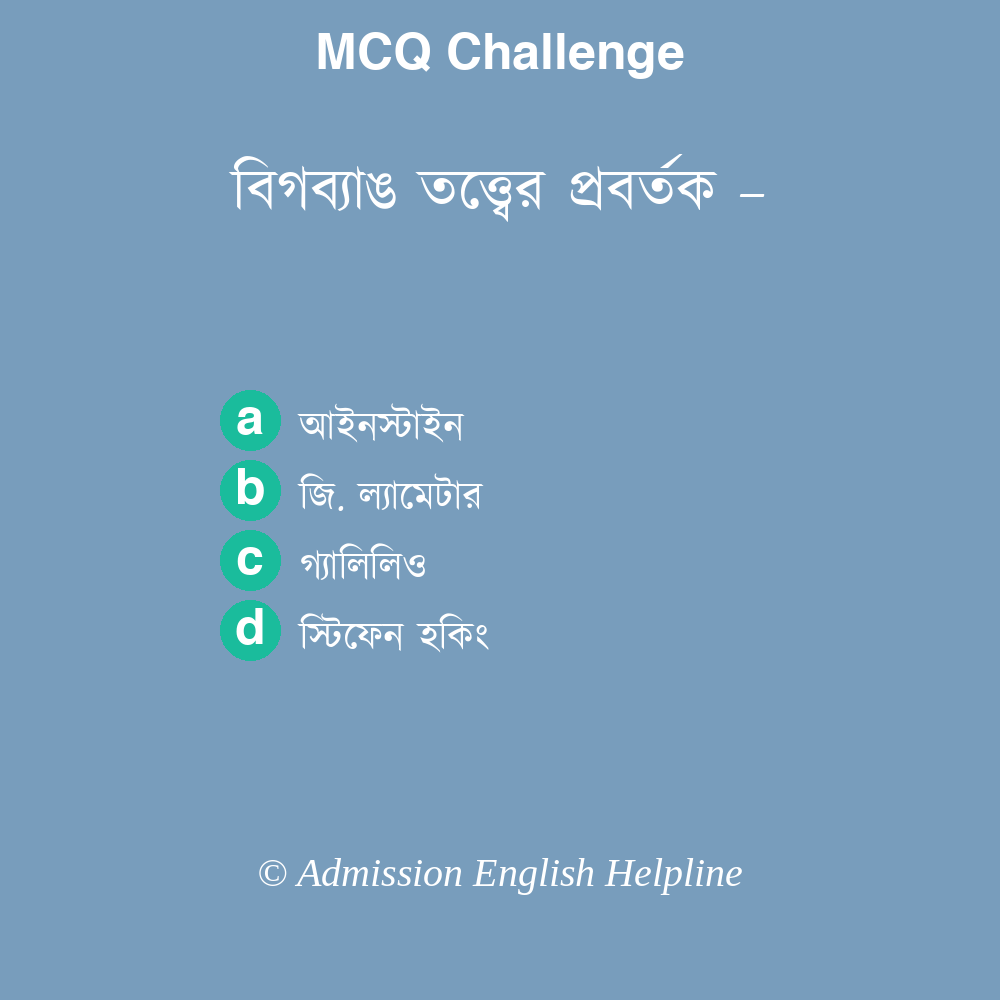 MCQ Challenge
বিগব্যাঙ তত্ত্বের প্রবর্তক –
a আইনস্টাইন
b জি. ল্যামেটার
c গ্যালিলিও
d স্টিফেন হকিং
© Admission English Helpline